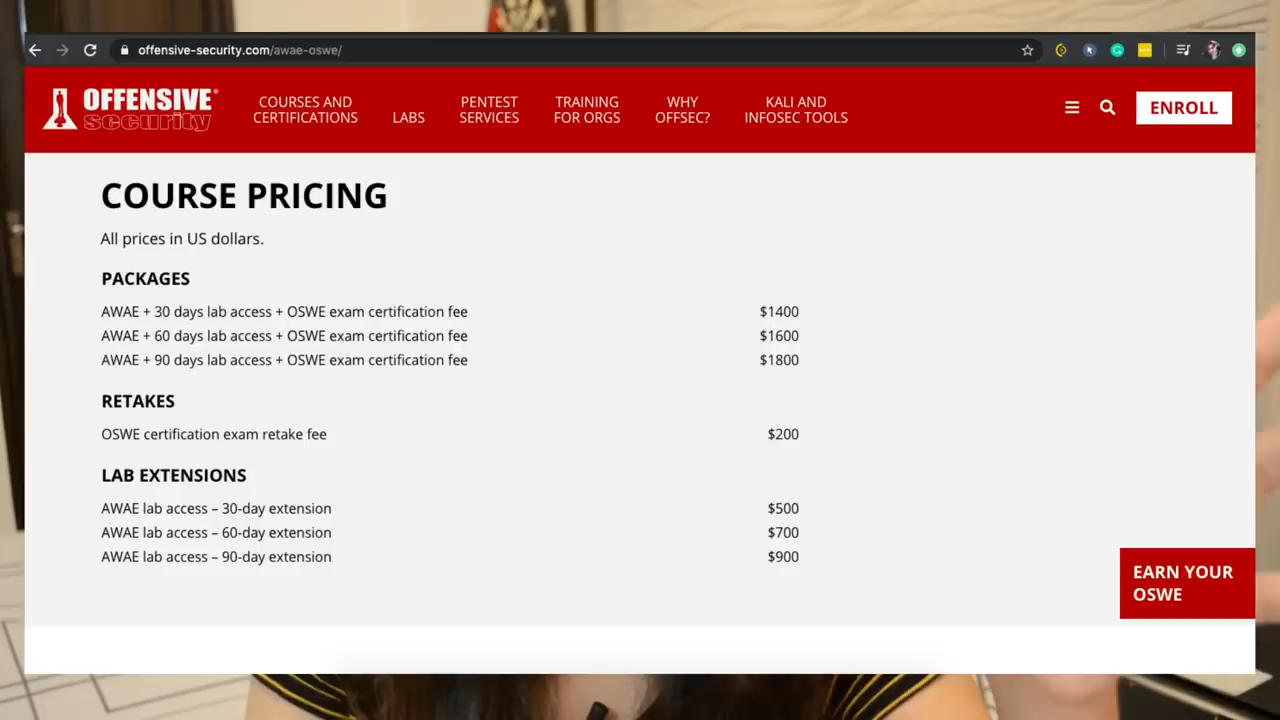 offensive-security.com/awae-oswe/
OFFENSIVE
security
COURSES AND
CERTIFICATIONS
LABS
PENTEST
SERVICES
TRAINING
FOR ORGS
WHY
OFFSEC?
KALI AND
INFOSEC TOOLS
ENROLL
COURSE PRICING
All prices in US dollars.
PACKAGES
AWAE + 30 days lab access + OSWE exam certification fee $1400
AWAE + 60 days lab access + OSWE exam certification fee $1600
AWAE + 90 days lab access + OSWE exam certification fee $1800
RETAKES
OSWE certification exam retake fee $200
LAB EXTENSIONS
AWAE lab access – 30-day extension $500
AWAE lab access – 60-day extension $700
AWAE lab access – 90-day extension $900
EARN YOUR
OSWE